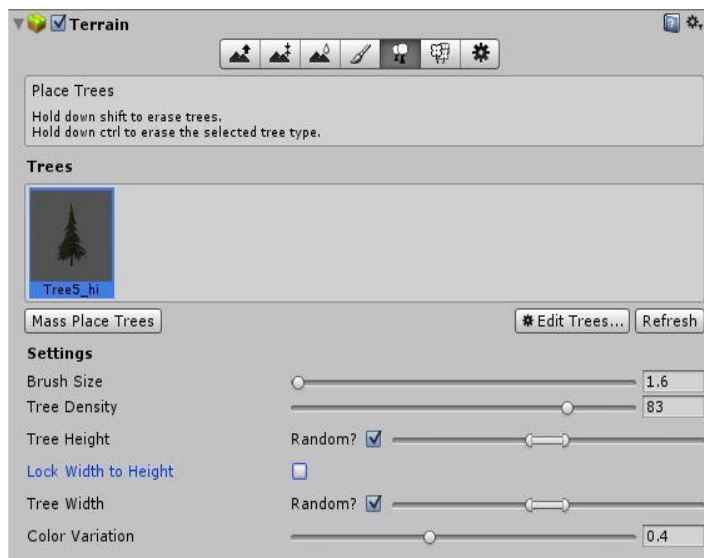 Terrain
Place Trees
Hold down shift to erase trees.
Hold down ctrl to erase the selected tree type.
Trees
Tree5_hi
Mass Place Trees Edit Trees... Refresh
Settings
Brush Size 1.6
Tree Density 83
Tree Height Random?
Lock Width to Height
Tree Width Random?
Color Variation 0.4